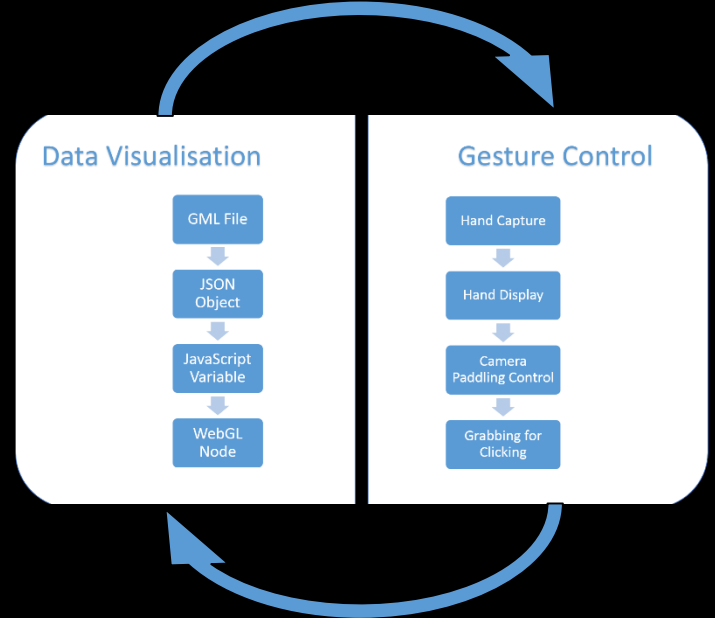 Data Visualisation
GML File
JSON
Object
JavaScript
Variable
WebGL
Node
Gesture Control
Hand Capture
Hand Display
Camera
Paddling Control
Grabbing for
Clicking